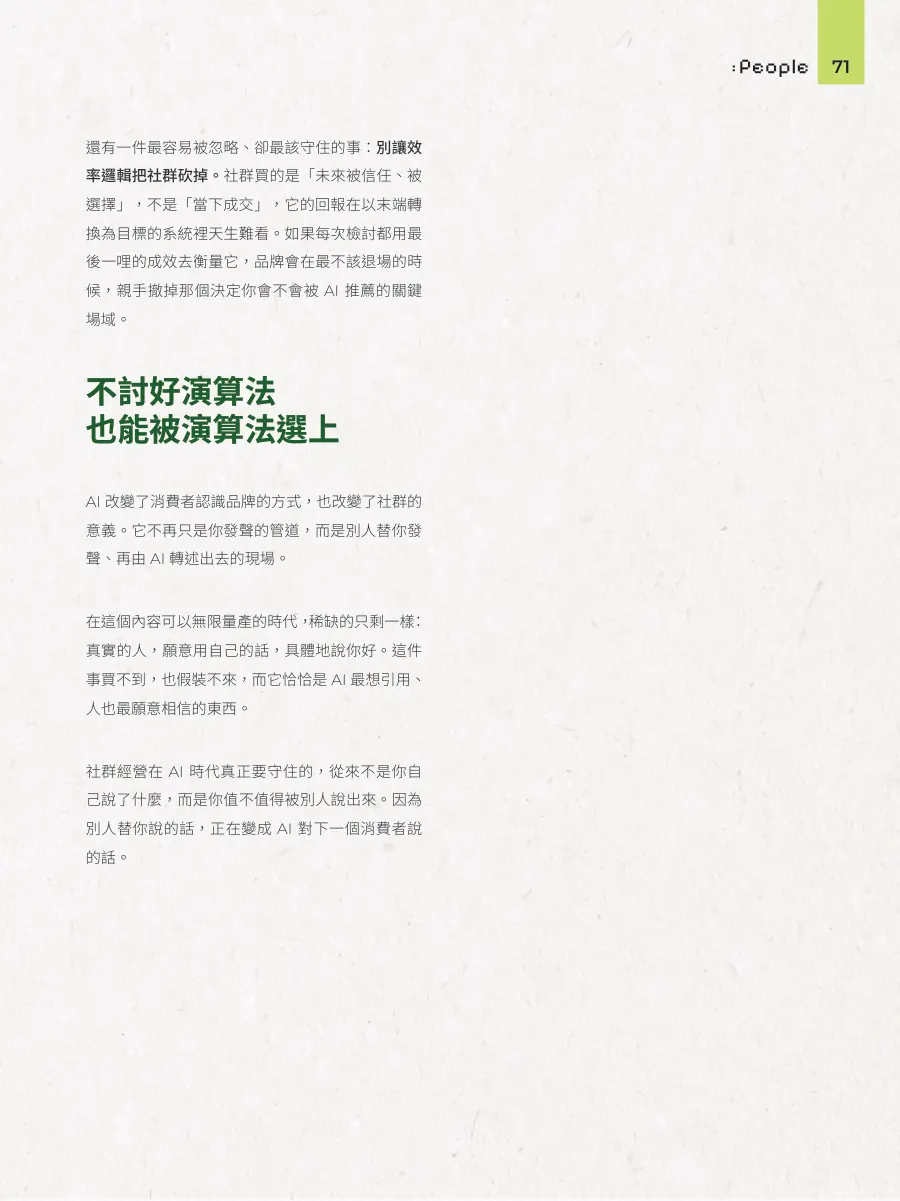 :People 71
還有一件最容易被忽略、卻最該守住的事：別讓效
率邏輯把社群砍掉。社群買的是「未來被信任、被
選擇」，不是「當下成交」，它的回報在以末端轉
換為目標的系統裡天生難看。如果每次檢討都用最
後一哩的成效去衡量它，品牌會在最不該退場的時
候，親手撤掉那個決定你會不會被 AI 推薦的關鍵
場域。
不討好演算法
也能被演算法選上
AI 改變了消費者認識品牌的方式，也改變了社群的
意義。它不再只是你發聲的管道，而是別人替你發
聲、再由 AI 轉述出去的現場。
在這個內容可以無限量產的時代，稀缺的只剩一樣：
真實的人，願意用自己的話，具體地說你好。這件
事買不到，也假裝不來，而它恰恰是 AI 最想引用、
人也最願意相信的東西。
社群經營在 AI 時代真正要守住的，從來不是你自
己說了什麼，而是你值不值得被別人說出來。因為
別人替你說的話，正在變成 AI 對下一個消費者說
的話。